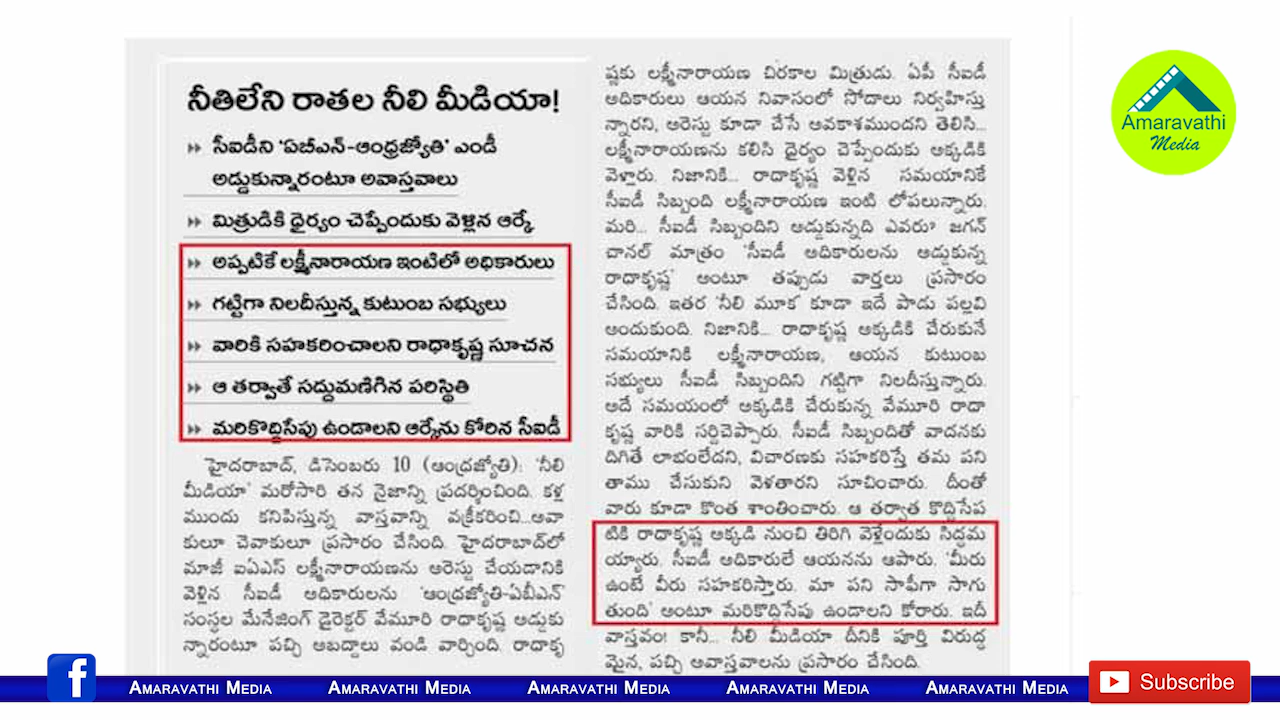 నీతిలేని రాతల నీలి మీడియా!
సీఐడీని 'ఏబీఎన్-ఆంధ్రజ్యోతి' ఎండీ
అడ్డుకున్నారంటూ అవాస్తవాలు
మిత్రుడికి ధైర్యం చెప్పేందుకు వెళ్లిన ఆర్కే
అప్పటికే లక్ష్మీనారాయణ ఇంటిలో అధికారులు
గట్టిగా నిలదీస్తున్న కుటుంబ సభ్యులు
వారికి సహకరించాలని రాధాకృష్ణ సూచన
ఆ తర్వాతే సద్దుమణిగిన పరిస్థితి
మరికొద్దిసేపు ఉండాలని ఆర్కేను కోరిన సీఐడీ
హైదరాబాద్, డిసెంబరు 10 (ఆంధ్రజ్యోతి): 'నీలి
మీడియా' మరోసారి తన నైజాన్ని ప్రదర్శించింది. కళ్ల
ముందు కనిపిస్తున్న వాస్తవాన్ని వక్రీకరించి...అవా
కులూ చెవాకులూ ప్రసారం చేసింది. హైదరాబాద్‌లో
మాజీ ఐఏఎస్ లక్ష్మీనారాయణను అరెస్టు చేయడానికి
వెళ్లిన సీఐడీ అధికారులను 'ఆంధ్రజ్యోతి-ఏబీఎన్'
సంస్థల మేనేజింగ్ డైరెక్టర్ వేమూరి రాధాకృష్ణ అడ్డుకు
న్నారంటూ పచ్చి అబద్దాలు వండి వార్చింది. రాధాకృ
ష్ణకు లక్ష్మీనారాయణ చిరకాల మిత్రుడు. ఏపీ సీఐడీ
అధికారులు ఆయన నివాసంలో సోదాలు నిర్వహిస్తు
న్నారని, అరెస్టు కూడా చేసే అవకాశముందని తెలిసి...
లక్ష్మీనారాయణను కలిసి ధైర్యం చెప్పేందుకు అక్కడికి
వెళ్లారు. నిజానికి... రాధాకృష్ణ వెళ్లిన సమయానికే
సీఐడీ సిబ్బంది లక్ష్మీనారాయణ ఇంటి లోపలున్నారు.
మరి... సీఐడీ సిబ్బందిని అడ్డుకున్నది ఎవరు? జగన్
చానల్ మాత్రం 'సీఐడీ అధికారులను అడ్డుకున్న
రాధాకృష్ణ' అంటూ తప్పుడు వార్తలు ప్రసారం
చేసింది. ఇతర 'నీలి మూక' కూడా ఇదే పాడు పల్లవి
అందుకుంది. నిజానికి... రాధాకృష్ణ అక్కడికి చేరుకునే
సమయానికి లక్ష్మీనారాయణ, ఆయన కుటుంబ
సభ్యులు సీఐడీ సిబ్బందిని గట్టిగా నిలదీస్తున్నారు.
అదే సమయంలో అక్కడికి చేరుకున్న వేమూరి రాధా
కృష్ణ వారికి సర్దిచెప్పారు. సీఐడీ సిబ్బందితో వాదనకు
దిగితే లాభంలేదని, విచారణకు సహకరిస్తే తమ పని
తాము చేసుకుని వెళతారని సూచించారు. దీంతో
వారు కూడా కొంత శాంతించారు. ఆ తర్వాత కొద్దిసేప
టికి రాధాకృష్ణ అక్కడి నుంచి తిరిగి వెళ్లేందుకు సిద్ధమ
య్యారు. సీఐడీ అధికారులే ఆయనను ఆపారు. 'మీరు
ఉంటే వీరు సహకరిస్తారు. మా పని సాఫీగా సాగు
తుంది' అంటూ మరికొద్దిసేపు ఉండాలని కోరారు. ఇదీ
వాస్తవం! కానీ... నీలి మీడియా దీనికి పూర్తి విరుద్ధ
మైన, పచ్చి అవాస్తవాలను ప్రసారం చేసింది.
Amaravathi
Media
f
Amaravathi Media Amaravathi Media Amaravathi Media Amaravathi Media Amaravathi Media
Subscribe